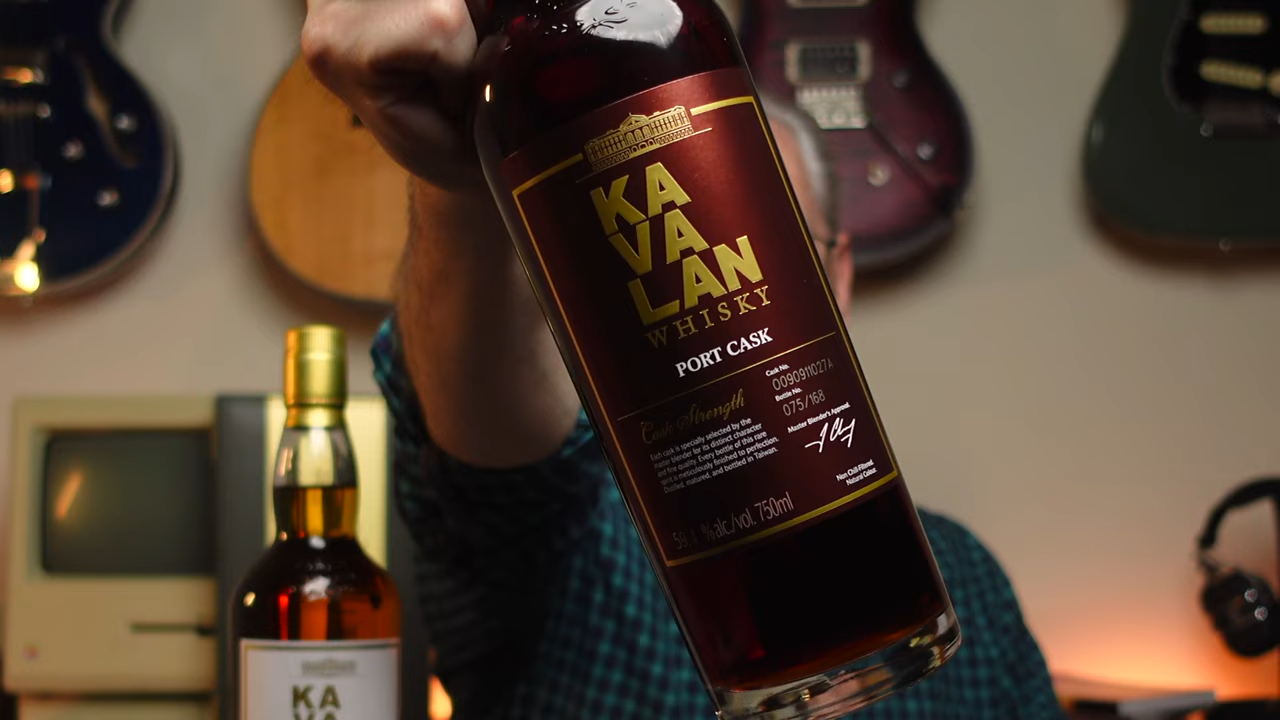 KA
VA
LAN
WHISKY
PORT CASK
Cask Strength
Each cask is specially selected by the
master blender for its distinct character
and fine quality. Every bottle of this rare
spirit is meticulously finished to perfection.
Distilled, matured, and bottled in Taiwan.
Cask No.
0090911027A
Bottle No.
075/168
Master Blender's Approval.
Non Chill-Filtered.
Natural Colour.
%alc./vol. 750ml
KA
VA